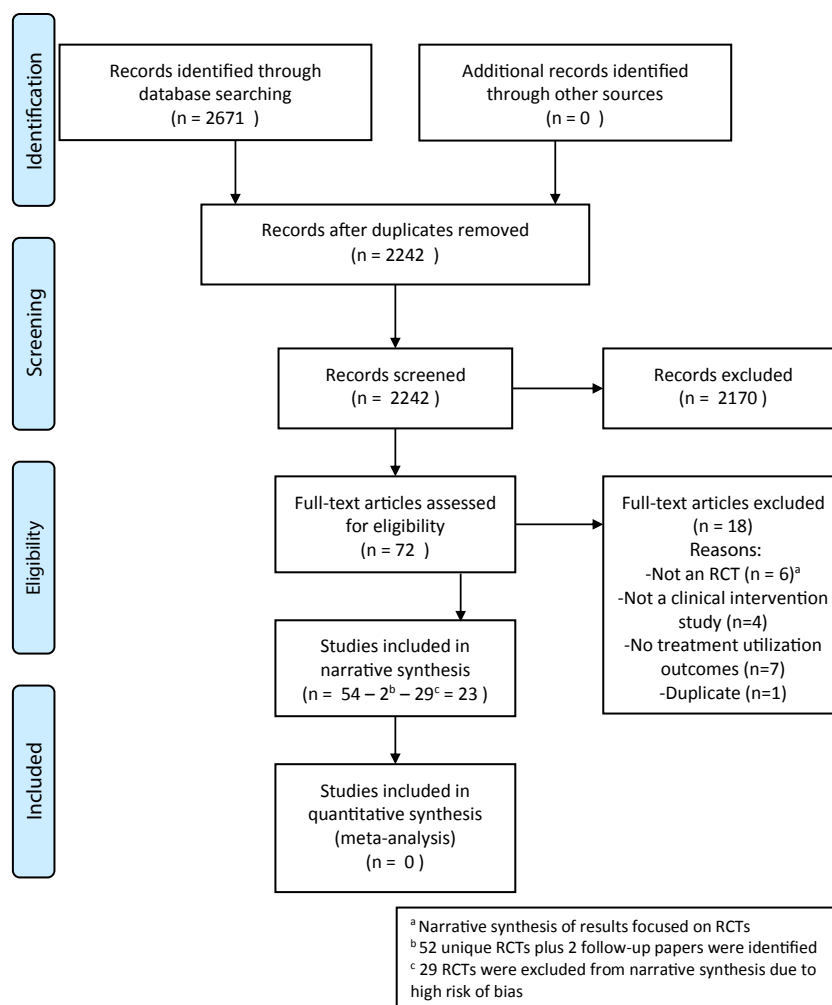 Identification
Records identified through
database searching
(n = 2671  )
Additional records identified
through other sources
(n = 0  )
Records after duplicates removed
(n = 2242  )
Screening
Records screened
(n =  2242  )
Records excluded
(n =  2170 )
Eligibility
Full-text articles assessed
for eligibility
(n = 72  )
Full-text articles excluded
(n = 18)
Reasons:
-Not an RCT (n = 6)ᵃ
-Not a clinical intervention
study (n=4)
-No treatment utilization
outcomes (n=7)
-Duplicate (n=1)
Studies included in
narrative synthesis
(n =  54 – 2ᵇ – 29ᶜ = 23  )
Included
Studies included in
quantitative synthesis
(meta-analysis)
(n =  0  )
ᵃ Narrative synthesis of results focused on RCTs
ᵇ 52 unique RCTs plus 2 follow-up papers were identified
ᶜ 29 RCTs were excluded from narrative synthesis due to
high risk of bias